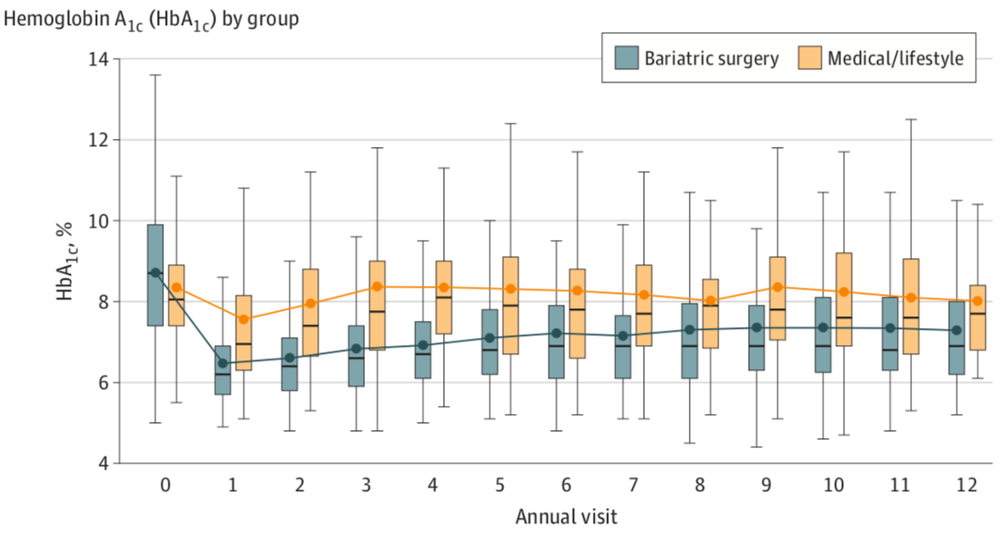 Hemoglobin A1c (HbA1c) by group
Bariatric surgery
Medical/lifestyle
14
12
10
8
6
4
HbA1c, %
0 1 2 3 4 5 6 7 8 9 10 11 12
Annual visit